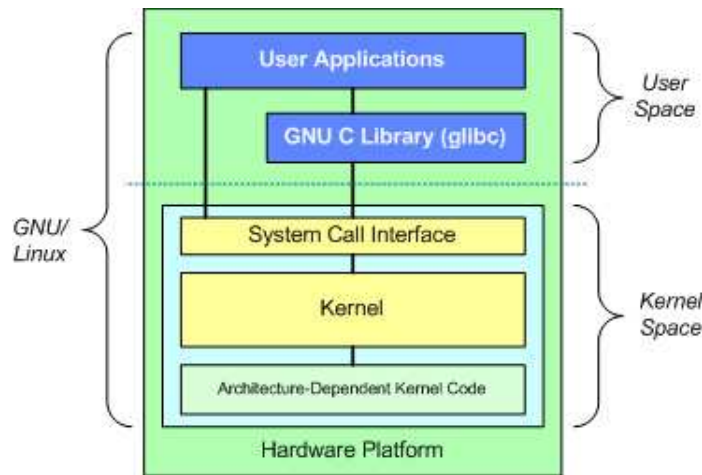 User Applications
GNU C Library (glibc)
User
Space
GNU/
Linux
System Call Interface
Kernel
Architecture-Dependent Kernel Code
Kernel
Space
Hardware Platform